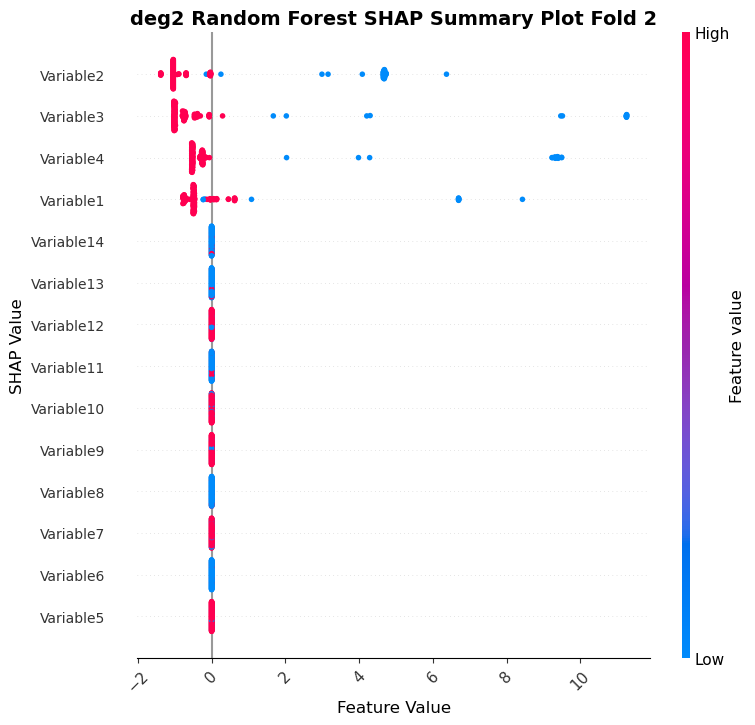 deg2 Random Forest SHAP Summary Plot Fold 2
High
Variable2
Variable3
Variable4
Variable1
Variable14
Variable13
Variable12
Variable11
Variable10
Variable9
Variable8
Variable7
Variable6
Variable5
SHAP Value
Feature value
Low
−2
0
2
4
6
8
10
Feature Value